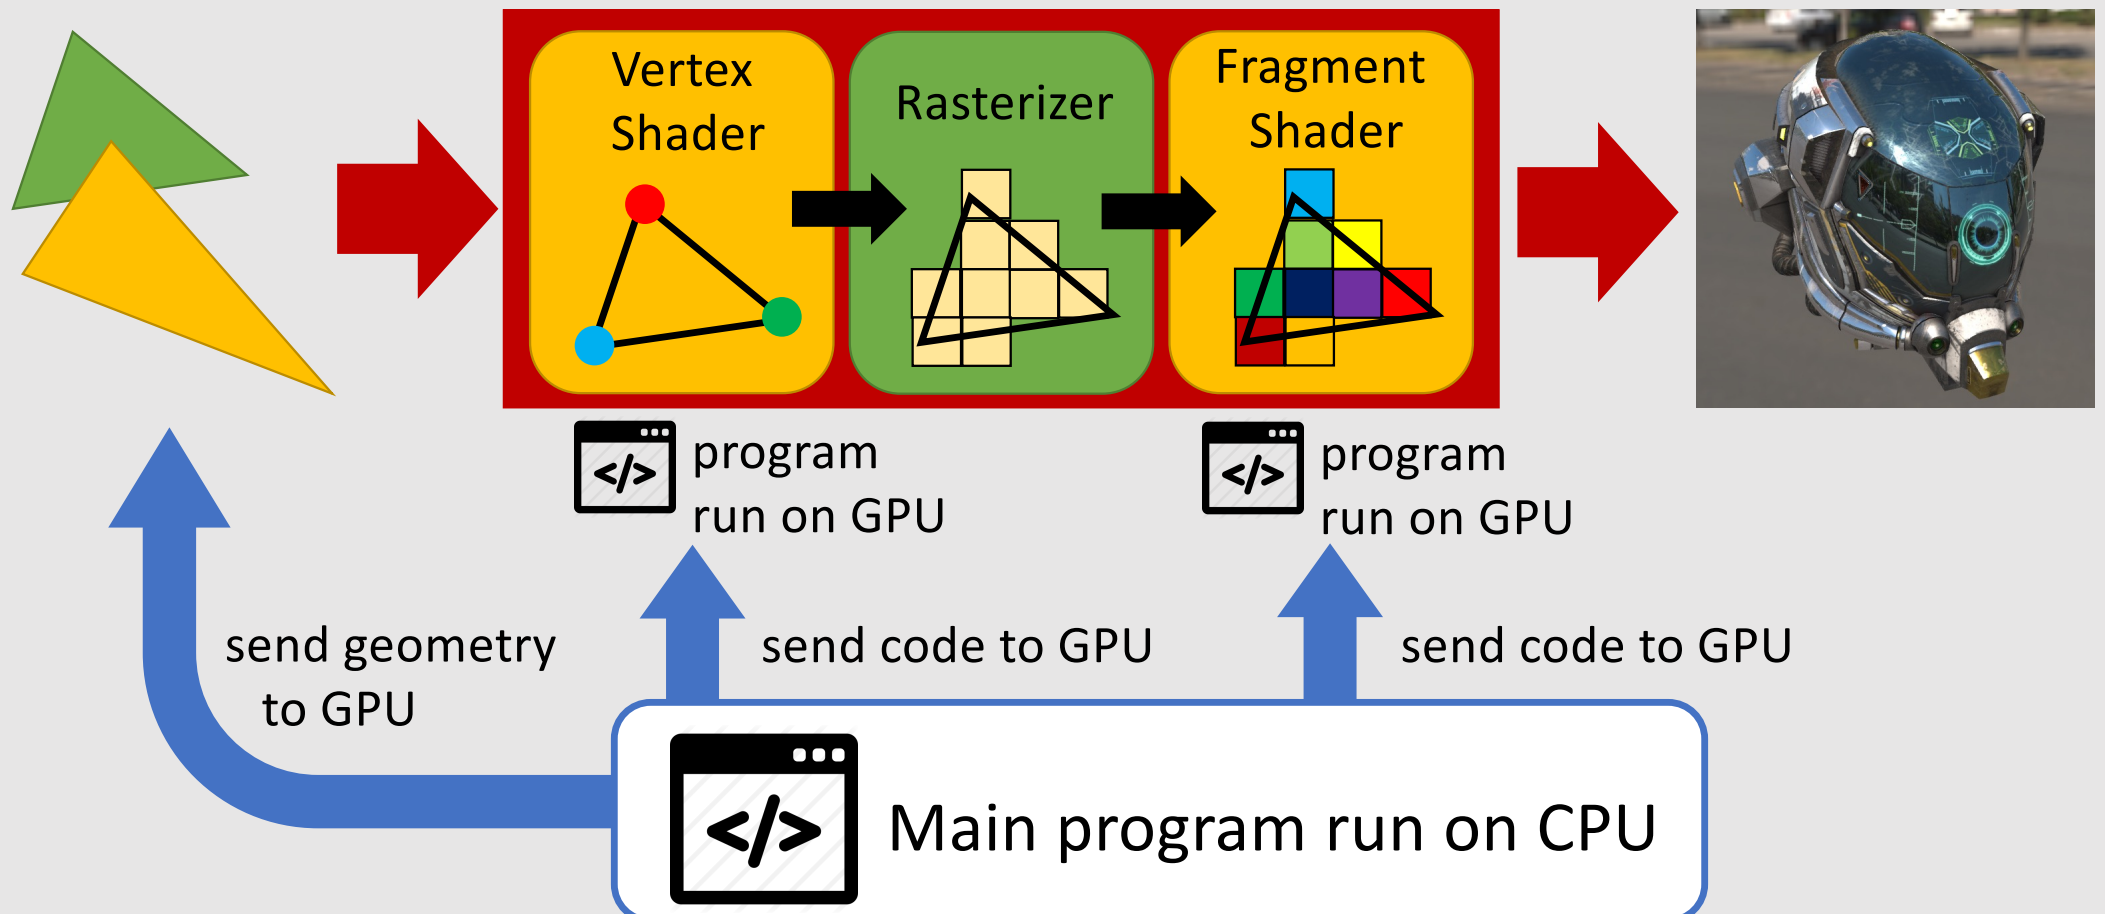 Vertex
Shader
Rasterizer
Fragment
Shader
</>
program
run on GPU
</>
program
run on GPU
send geometry
to GPU
send code to GPU
send code to GPU
</>
Main program run on CPU